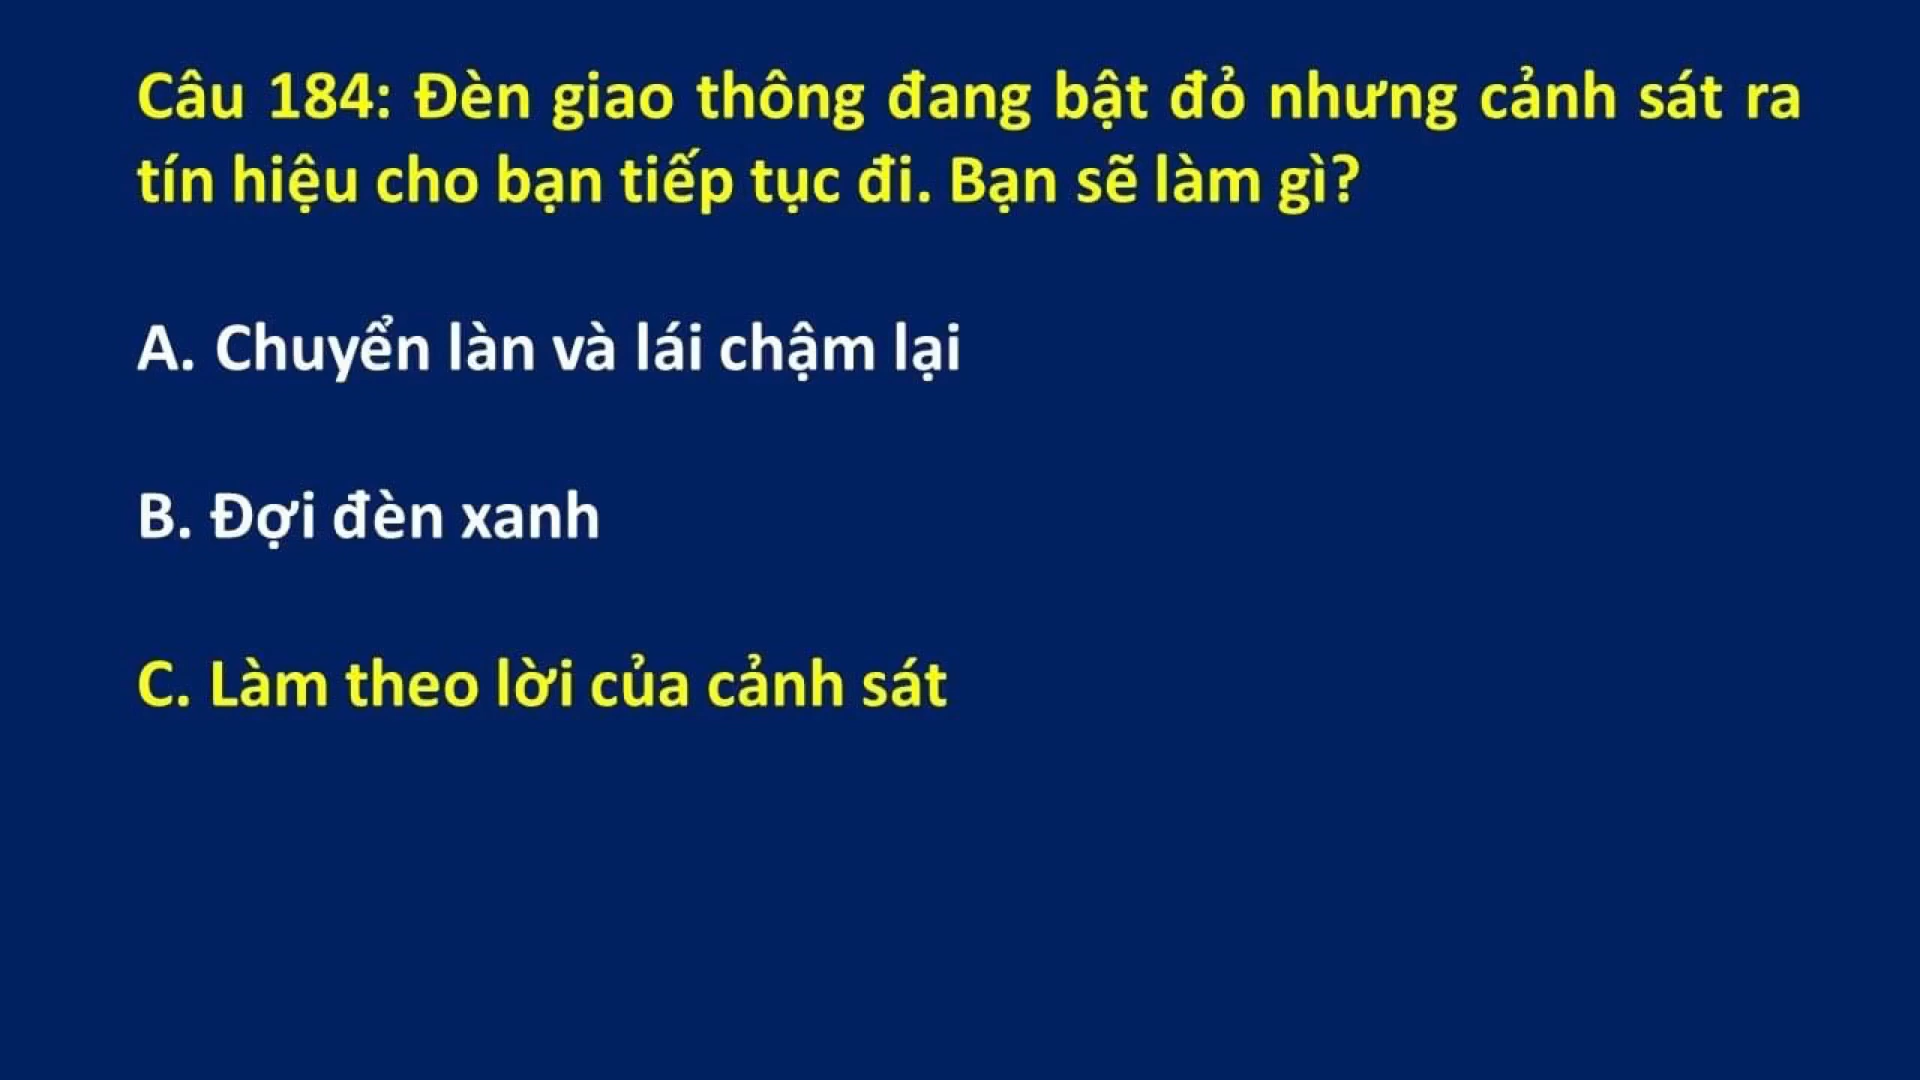 Câu 184: Đèn giao thông đang bật đỏ nhưng cảnh sát ra
tín hiệu cho bạn tiếp tục đi. Bạn sẽ làm gì?
A. Chuyển làn và lái chậm lại
B. Đợi đèn xanh
C. Làm theo lời của cảnh sát